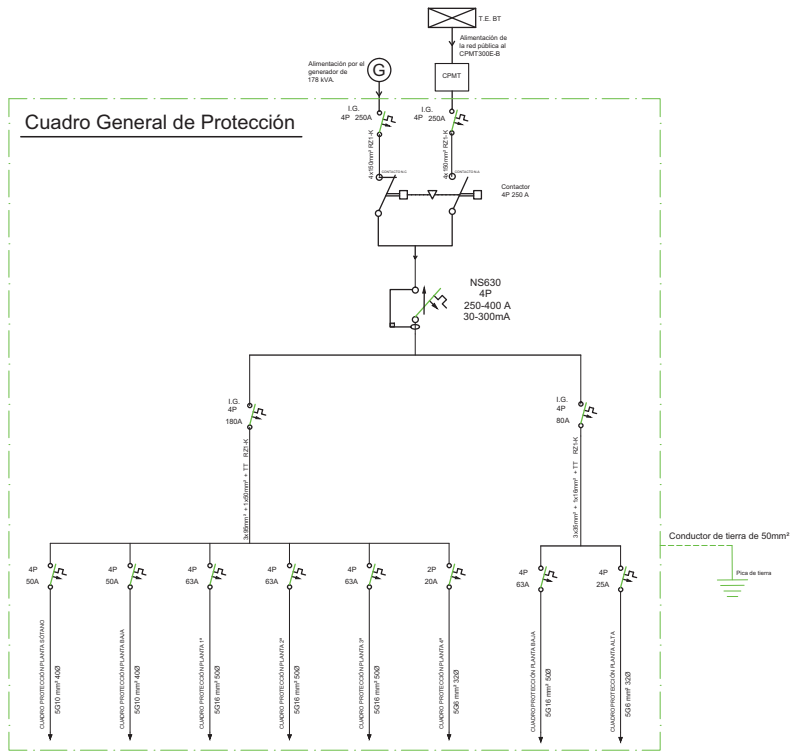 T.E. BT
Alimentación de
la red pública al
CPMT300E-B
Alimentación por el
generador de
178 kVA.
G
CPMT
Cuadro General de Protección
I.G.
4P 250A
I.G.
4P 250A
4x150mm² RZ1-K
4x150mm² RZ1-K
Contactor
4P 250 A
NS630
4P
250-400 A
30-300mA
I.G.
4P
180A
I.G.
4P
80A
3x95mm² + 1x50mm² + TT RZ1-K
3x35mm² + 1x16mm² + TT RZ1-K
Conductor de tierra de 50mm²
Pica de tierra
4P
50A
4P
50A
4P
63A
4P
63A
4P
63A
2P
20A
4P
63A
4P
25A
CUADRO PROTECCIÓN PLANTA SÓTANO
5G10 mm² 40Ø
CUADRO PROTECCIÓN PLANTA BAJA
5G10 mm² 40Ø
CUADRO PROTECCIÓN PLANTA 1ª
5G16 mm² 50Ø
CUADRO PROTECCIÓN PLANTA 2ª
5G16 mm² 50Ø
CUADRO PROTECCIÓN PLANTA 3ª
5G16 mm² 50Ø
CUADRO PROTECCIÓN PLANTA 4ª
5G6 mm² 32Ø
CUADRO PROTECCIÓN PLANTA BAJA
5G16 mm² 50Ø
CUADRO PROTECCIÓN PLANTA ALTA
5G6 mm² 32Ø